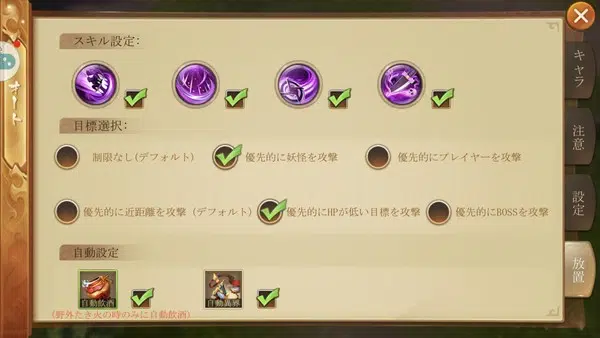 スキル設定:
目標選択:
制限なし(デフォルト)
優先的に妖怪を攻撃
優先的にプレイヤーを攻撃
優先的に近距離を攻撃 (デフォルト)
優先的にHPが低い目標を攻撃
優先的にBOSSを攻撃
自動設定
自動飲酒
自動異界
(野外たき火の時のみに自動飲酒)
オート
キャラ
注意
設定
放置